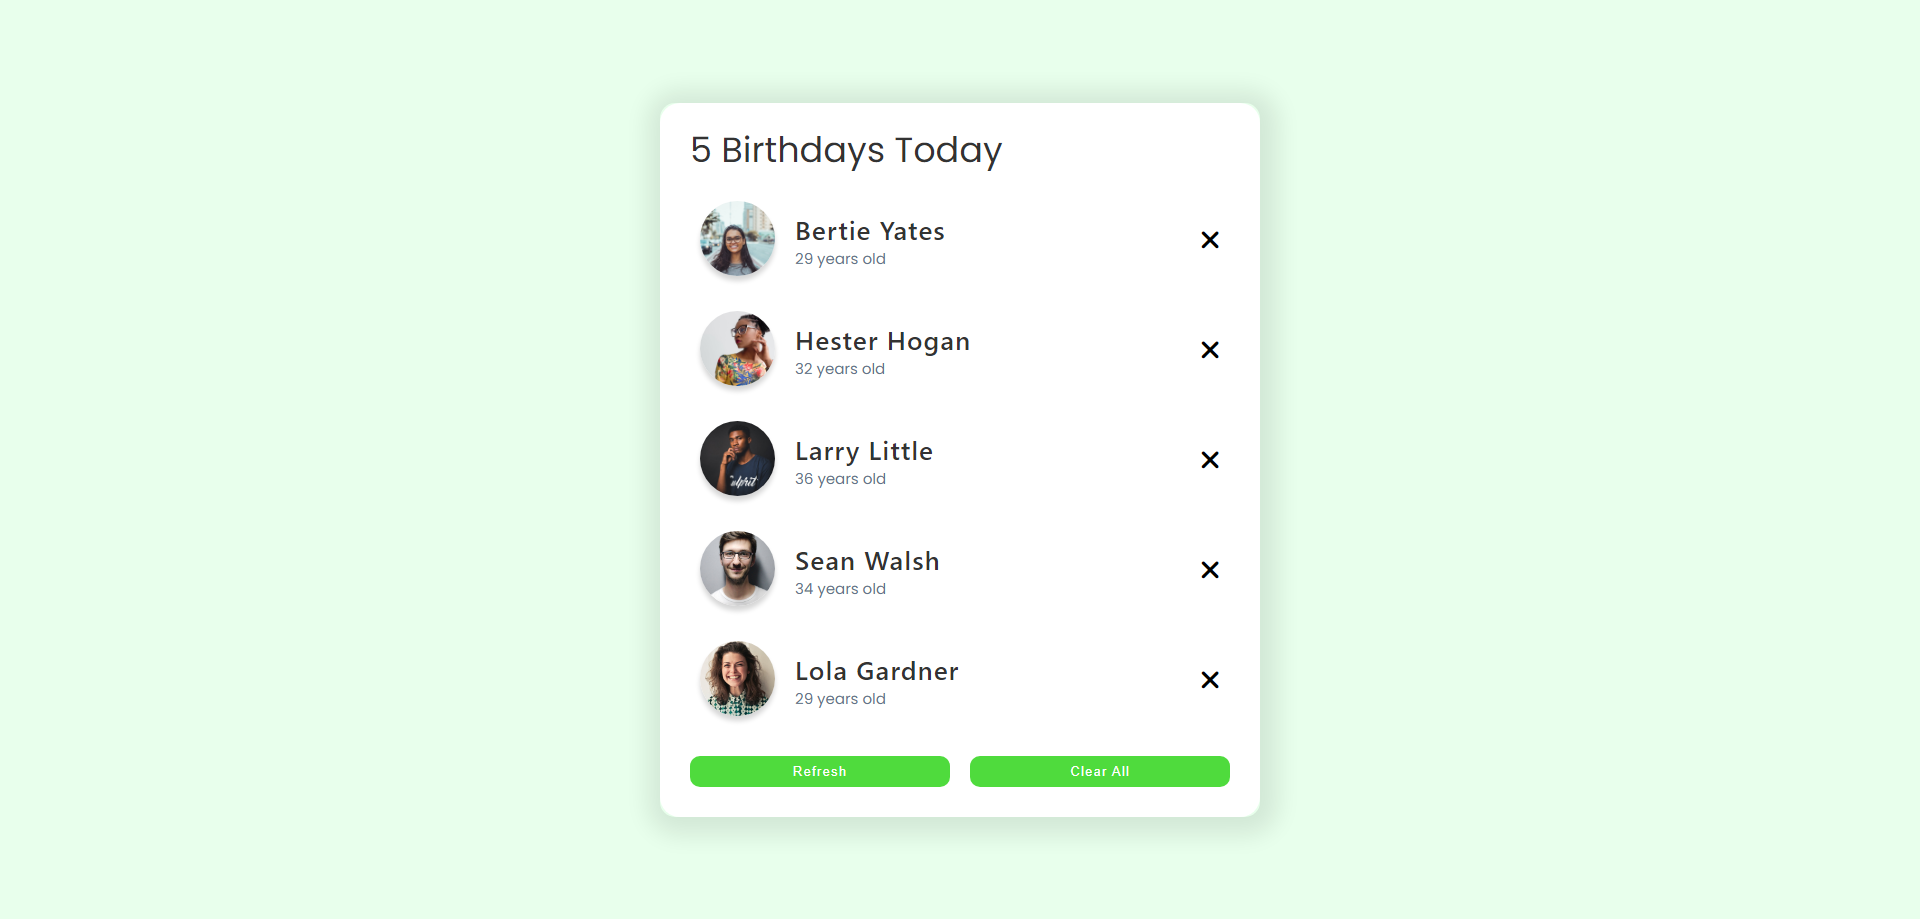 5 Birthdays Today
Bertie Yates
29 years old
Hester Hogan
32 years old
Larry Little
36 years old
Sean Walsh
34 years old
Lola Gardner
29 years old
Refresh
Clear All